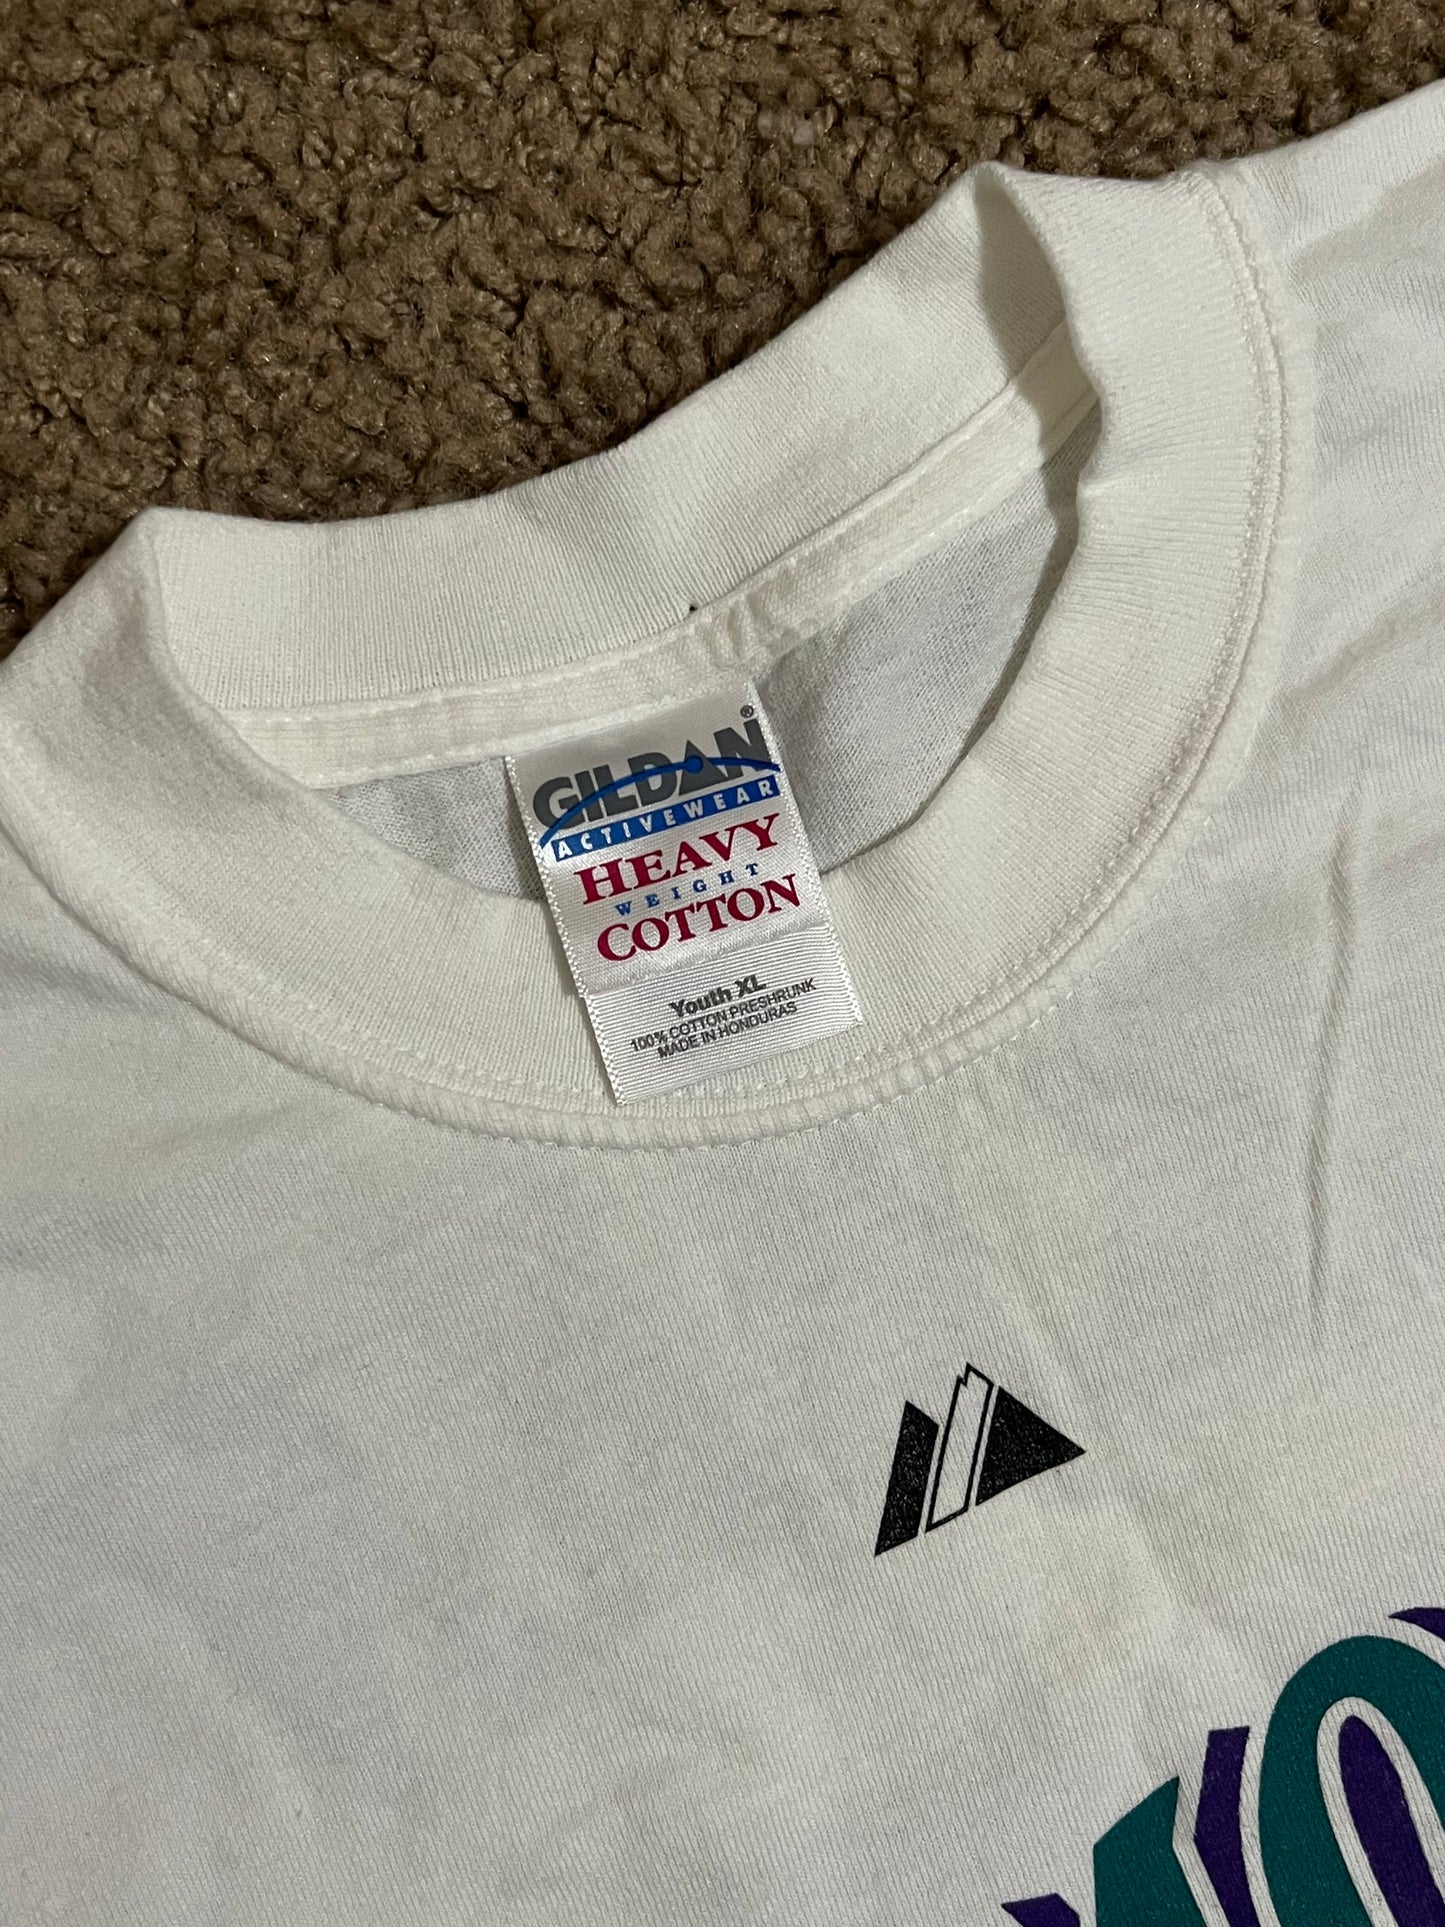 GILDAN®
ACTIVEWEAR
HEAVY
WEIGHT
COTTON
Youth XL
100% COTTON PRESHRUNK
MADE IN HONDURAS